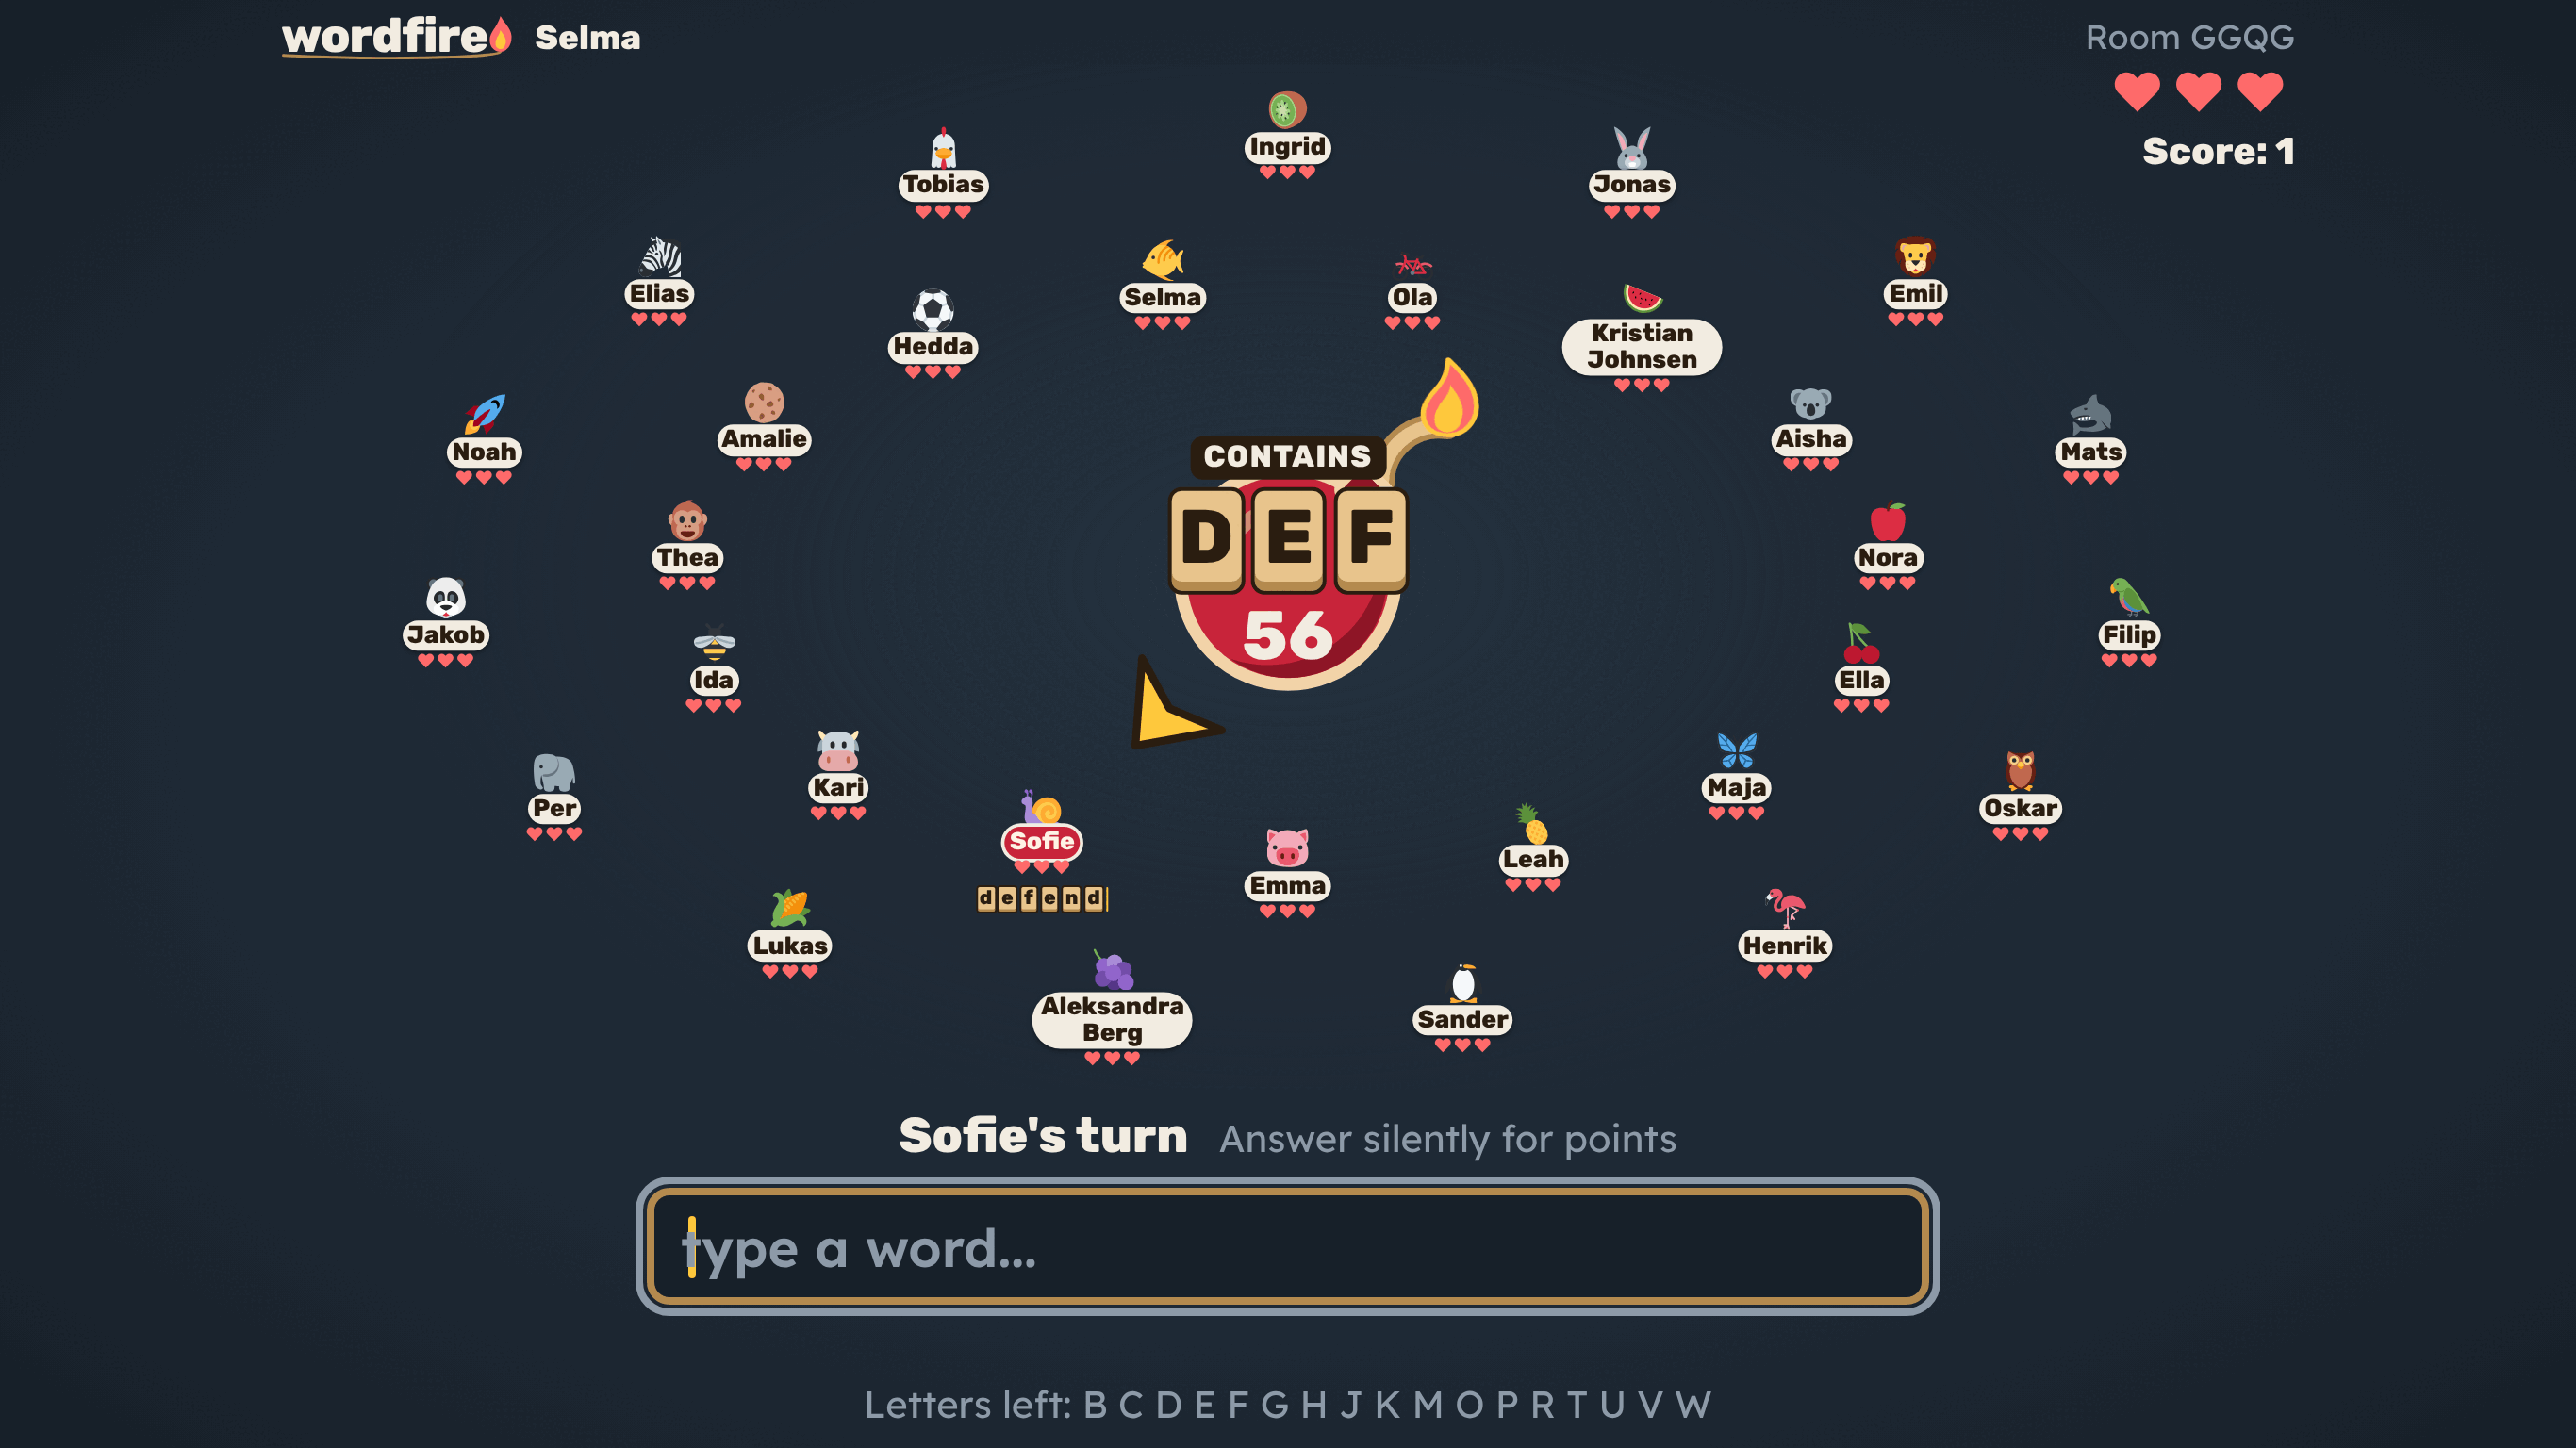 wordfire Selma
Room GGQG
Score: 1
Ingrid
Tobias
Jonas
Elias
Selma
Ola
Emil
Hedda
Kristian
Johnsen
Noah
Amalie
Aisha
Mats
CONTAINS
D E F
56
Thea
Nora
Jakob
Filip
Ida
Ella
Per
Kari
Maja
Oskar
Sofie
defend
Emma
Leah
Lukas
Henrik
Aleksandra
Berg
Sander
Sofie's turn Answer silently for points
type a word...
Letters left: B C D E F G H J K M O P R T U V W